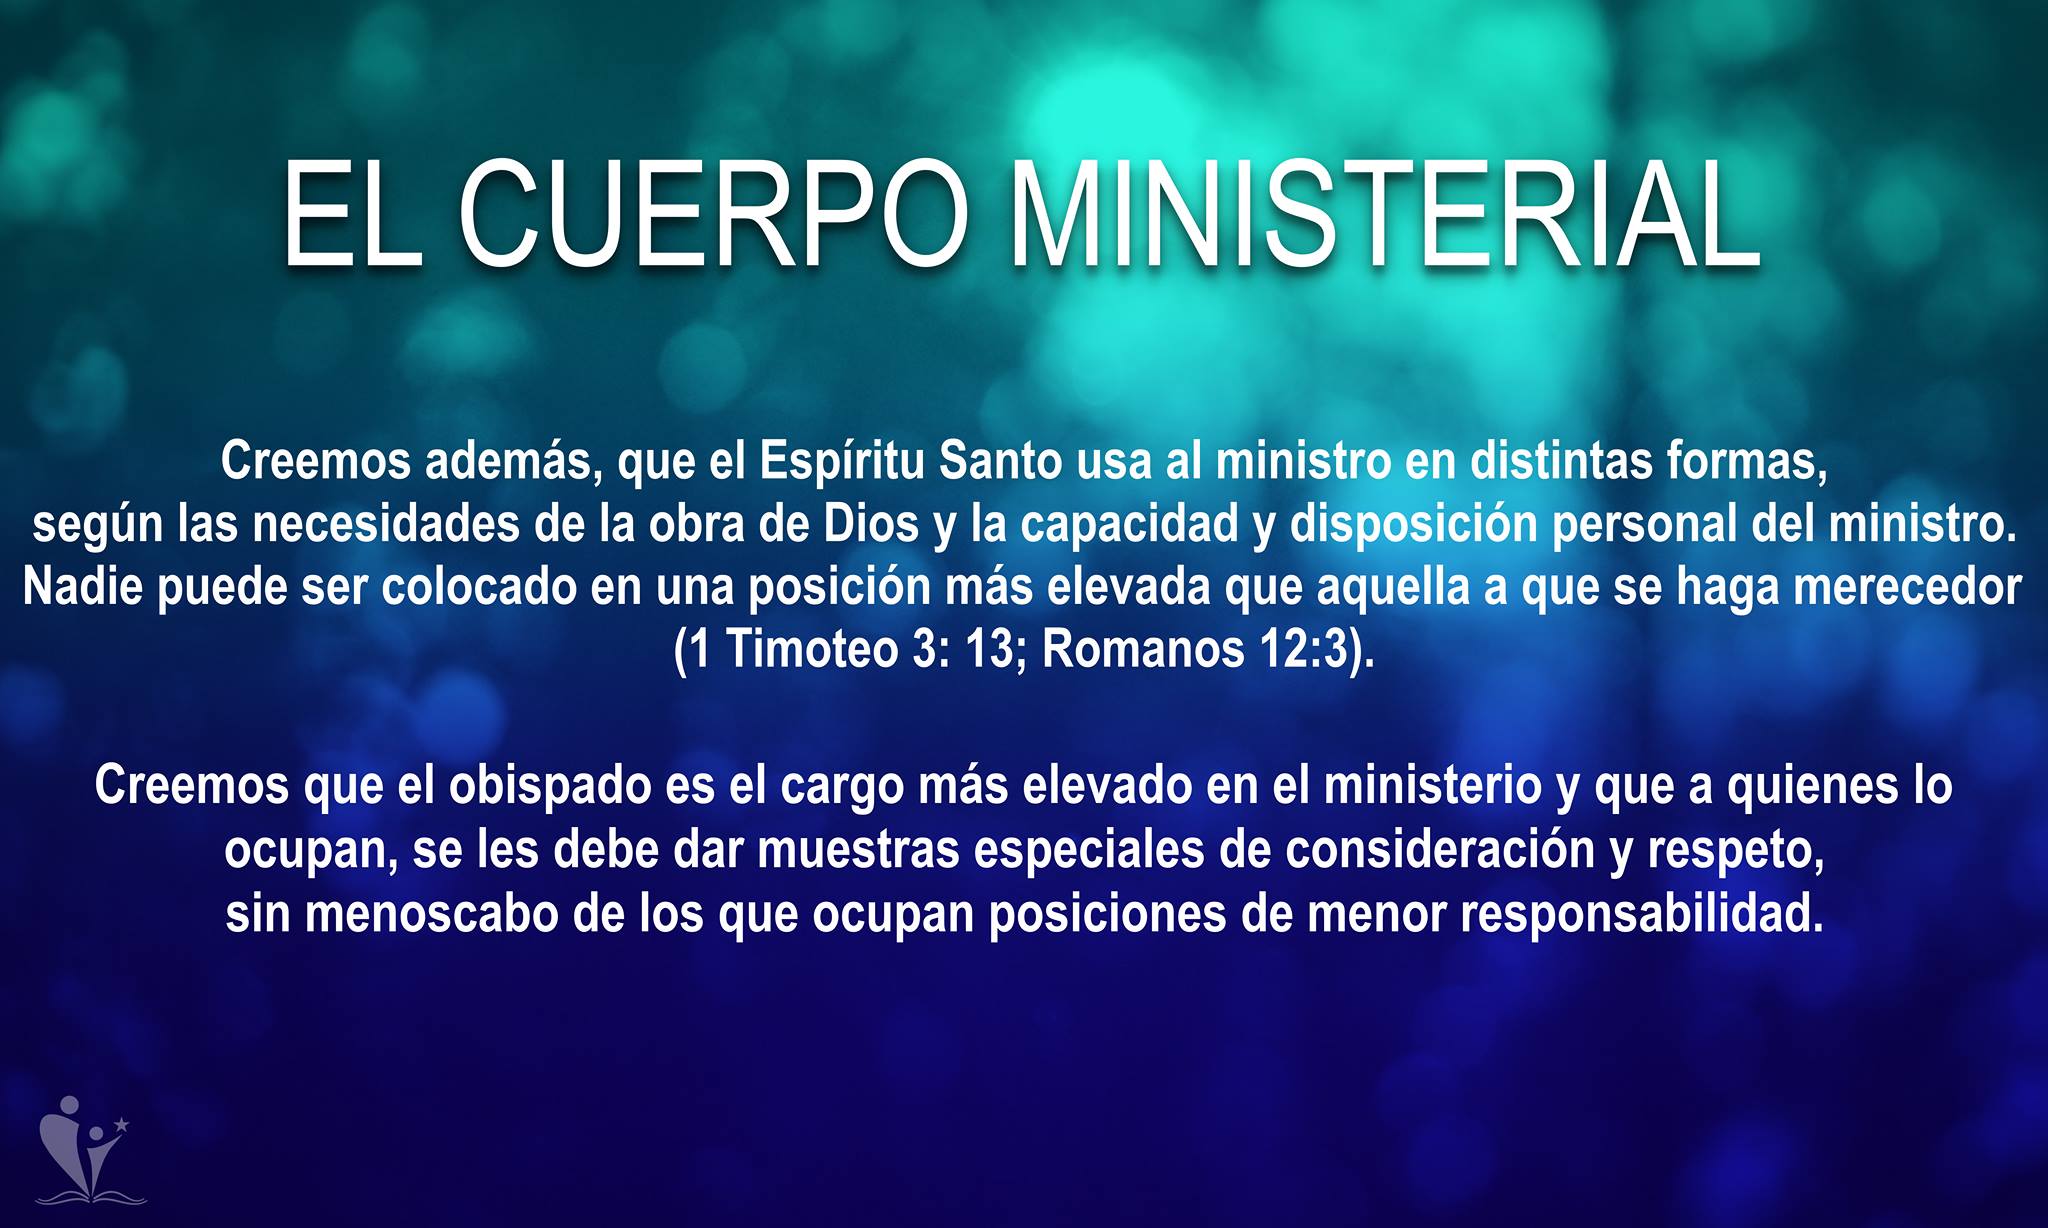 EL CUERPO MINISTERIAL
Creemos además, que el Espíritu Santo usa al ministro en distintas formas,
según las necesidades de la obra de Dios y la capacidad y disposición personal del ministro.
Nadie puede ser colocado en una posición más elevada que aquella a que se haga merecedor
(1 Timoteo 3: 13; Romanos 12:3).
Creemos que el obispado es el cargo más elevado en el ministerio y que a quienes lo
ocupan, se les debe dar muestras especiales de consideración y respeto,
sin menoscabo de los que ocupan posiciones de menor responsabilidad.